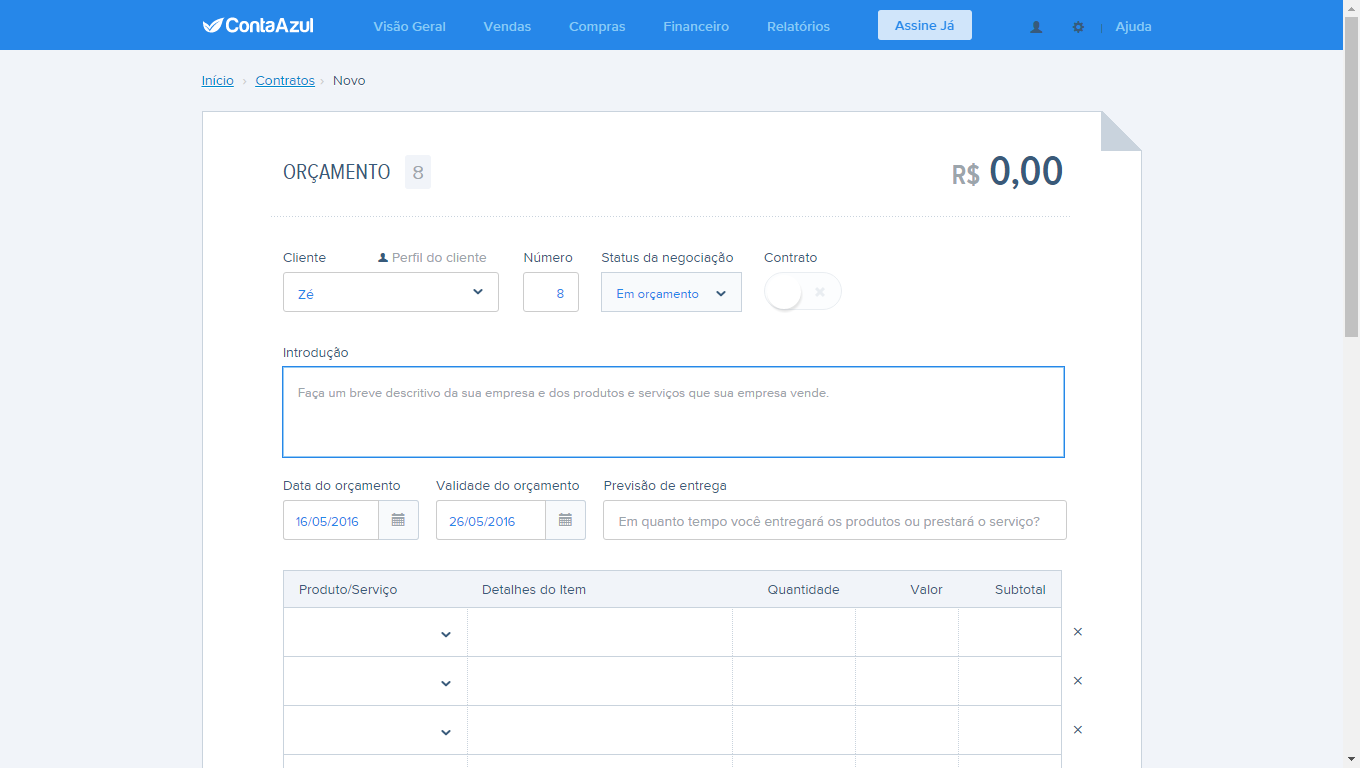 ContaAzul Visão Geral Vendas Compras Financeiro Relatórios Assine Já Ajuda
Início › Contratos › Novo
ORÇAMENTO 8 R$ 0,00
Cliente Perfil do cliente Número Status da negociação Contrato
Zé 8 Em orçamento
Introdução
Faça um breve descritivo da sua empresa e dos produtos e serviços que sua empresa vende.
Data do orçamento Validade do orçamento Previsão de entrega
16/05/2016 26/05/2016 Em quanto tempo você entregará os produtos ou prestará o serviço?
Produto/Serviço Detalhes do Item Quantidade Valor Subtotal